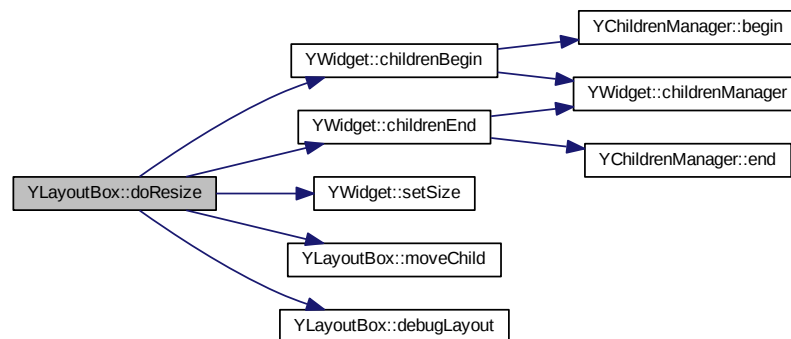 YChildrenManager::begin
YWidget::childrenBegin
YWidget::childrenManager
YWidget::childrenEnd
YChildrenManager::end
YLayoutBox::doResize
YWidget::setSize
YLayoutBox::moveChild
YLayoutBox::debugLayout